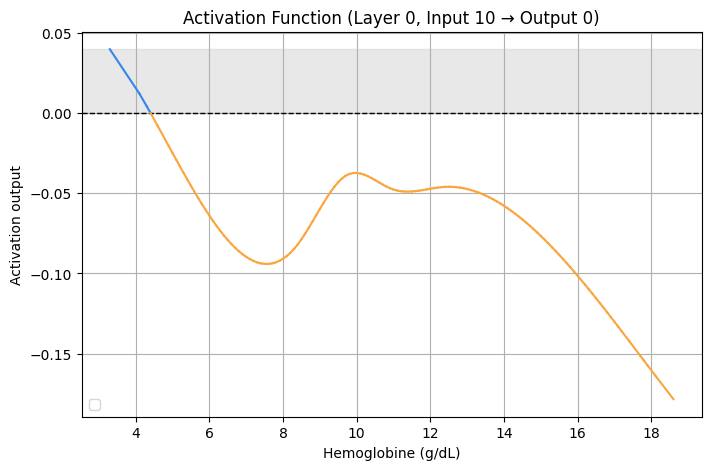 Activation Function (Layer 0, Input 10 → Output 0)
0.05
0.00
−0.05
−0.10
−0.15
Activation output
4 6 8 10 12 14 16 18
Hemoglobine (g/dL)